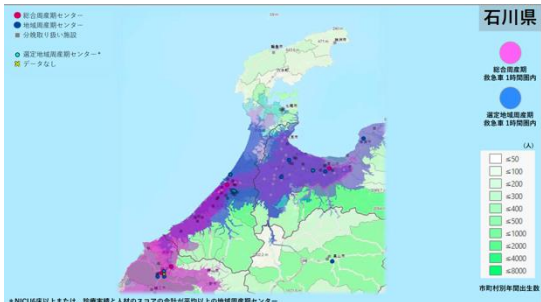 総合周産期センター
地域周産期センター
分娩取り扱い施設
選定地域周産期センター*
データなし
石川県
総合周産期
救急車 1時間圏内
選定地域周産期
救急車 1時間圏内
(人)
≤50
≤100
≤200
≤300
≤400
≤500
≤1000
≤2000
≤4000
≤8000
市町村別年間出生数
* NICU6床以上または、診療実績と人材のスコアの合計が平均以上の地域周産期センター